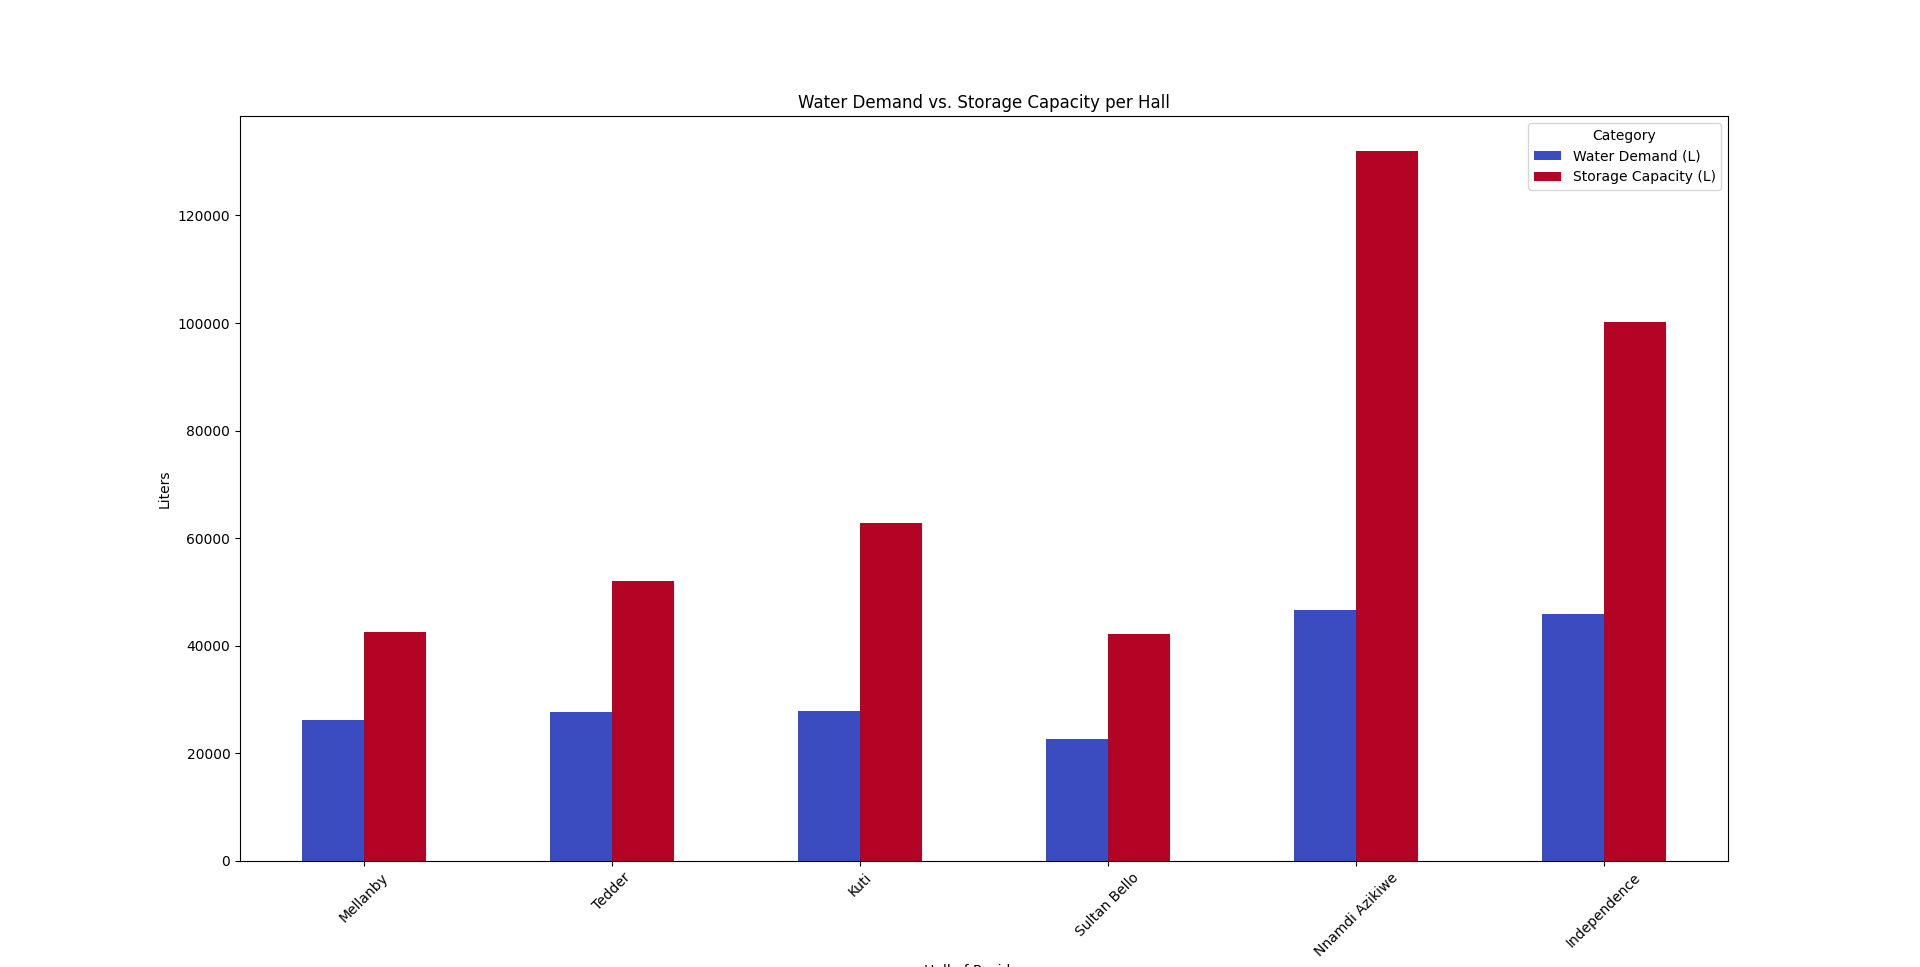 Water Demand vs. Storage Capacity per Hall
Category
Water Demand (L)
Storage Capacity (L)
120000
100000
80000
60000
40000
20000
0
Liters
Mellanby
Tedder
Kuti
Sultan Bello
Nnamdi Azikiwe
Independence